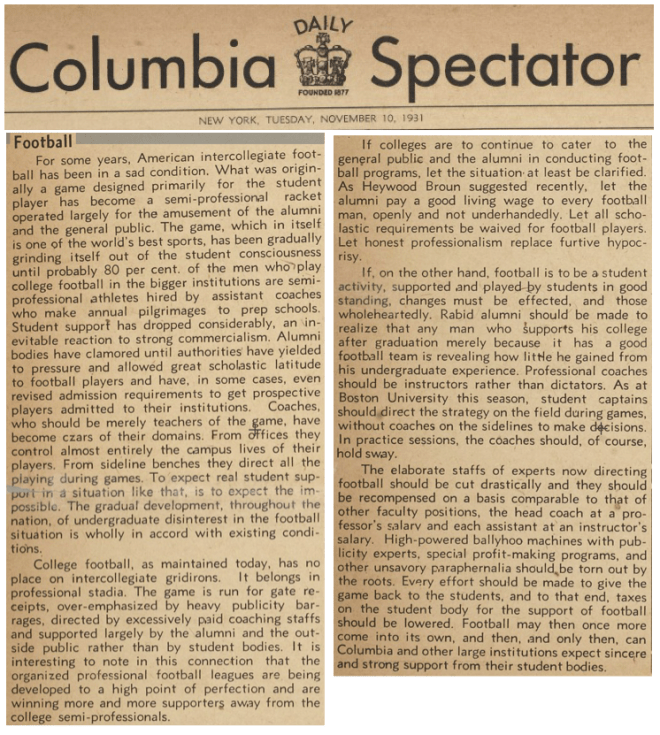 Columbia
DAILY
FOUNDED 1877
Spectator
NEW YORK, TUESDAY, NOVEMBER 10, 1931
Football
For some years, American intercollegiate foot-
ball has been in a sad condition. What was origin-
ally a game designed primarily for the student
player has become a semi-professional racket
operated largely for the amusement of the alumni
and the general public. The game, which in itself
is one of the world's best sports, has been gradually
grinding itself out of the student consciousness
until probably 80 per cent. of the men who play
college football in the bigger institutions are semi-
professional athletes hired by assistant coaches
who make annual pilgrimages to prep schools.
Student support has dropped considerably, an in-
evitable reaction to strong commercialism. Alumni
bodies have clamored until authorities have yielded
to pressure and allowed great scholastic latitude
to football players and have, in some cases, even
revised admission requirements to get prospective
players admitted to their institutions. Coaches,
who should be merely teachers of the game, have
become czars of their domains. From offices they
control almost entirely the campus lives of their
players. From sideline benches they direct all the
playing during games. To expect real student sup-
port in a situation like that, is to expect the im-
possible. The gradual development, throughout the
nation, of undergraduate disinterest in the football
situation is wholly in accord with existing condi-
tions.
College football, as maintained today, has no
place on intercollegiate gridirons. It belongs in
professional stadia. The game is run for gate re-
ceipts, over-emphasized by heavy publicity bar-
rages, directed by excessively paid coaching staffs
and supported largely by the alumni and the out-
side public rather than by student bodies. It is
interesting to note in this connection that the
organized professional football leagues are being
developed to a high point of perfection and are
winning more and more supporters away from the
college semi-professionals.
If colleges are to continue to cater to the
general public and the alumni in conducting foot-
ball programs, let the situation at least be clarified.
As Heywood Broun suggested recently, let the
alumni pay a good living wage to every football
man, openly and not underhandedly. Let all scho-
lastic requirements be waived for football players.
Let honest professionalism replace furtive hypoc-
risy.
If, on the other hand, football is to be a student
activity, supported and played by students in good
standing, changes must be effected, and those
wholeheartedly. Rabid alumni should be made to
realize that any man who supports his college
after graduation merely because it has a good
football team is revealing how little he gained from
his undergraduate experience. Professional coaches
should be instructors rather than dictators. As at
Boston University this season, student captains
should direct the strategy on the field during games,
without coaches on the sidelines to make decisions.
In practice sessions, the coaches should, of course,
hold sway.
The elaborate staffs of experts now directing
football should be cut drastically and they should
be recompensed on a basis comparable to that of
other faculty positions, the head coach at a pro-
fessor's salary and each assistant at an instructor's
salary. High-powered ballyhoo machines with pub-
licity experts, special profit-making programs, and
other unsavory paraphernalia should be torn out by
the roots. Every effort should be made to give the
game back to the students, and to that end, taxes
on the student body for the support of football
should be lowered. Football may then once more
come into its own, and then, and only then, can
Columbia and other large institutions expect sincere
and strong support from their student bodies.